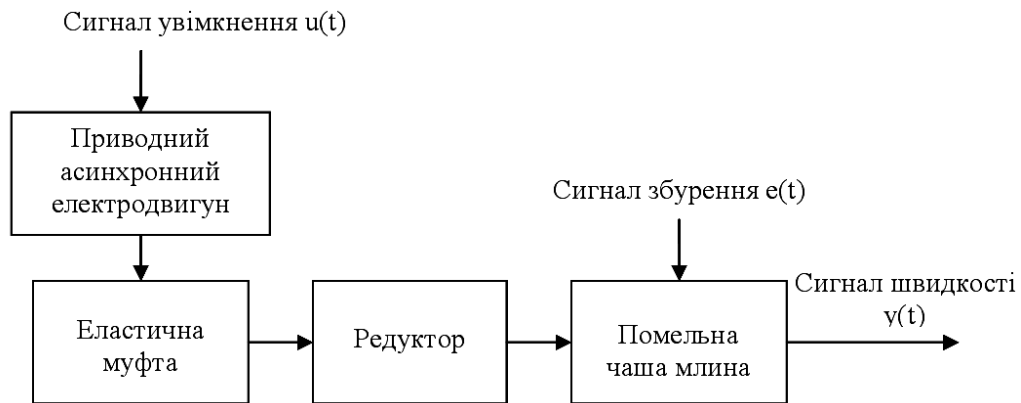 Сигнал увімкнення u(t)
Приводний
асинхронний
електродвигун
Сигнал збурення e(t)
Еластична
муфта
Редуктор
Помельна
чаша млина
Сигнал швидкості
y(t)